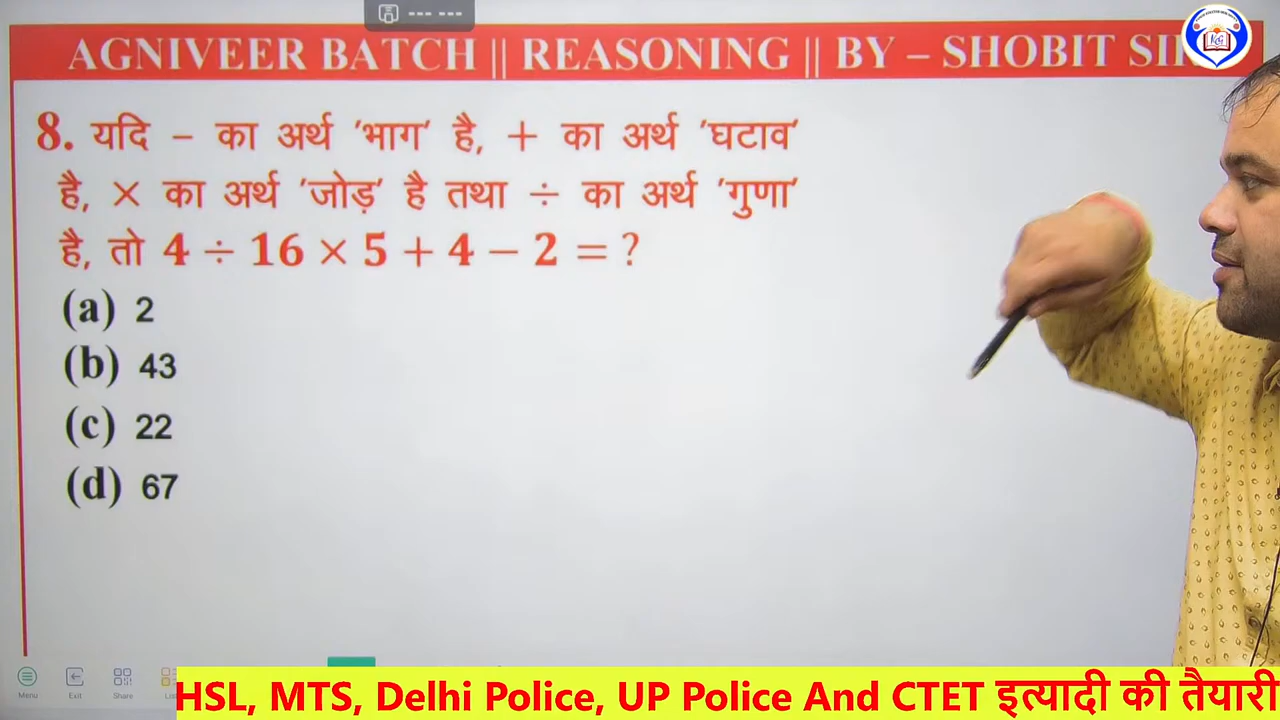 AGNIVEER BATCH || REASONING || BY – SHOBIT SI
8. यदि – का अर्थ 'भाग' है, + का अर्थ 'घटाव'
है, × का अर्थ 'जोड़' है तथा ÷ का अर्थ 'गुणा'
है, तो 4 ÷ 16 × 5 + 4 – 2 = ?
(a) 2
(b) 43
(c) 22
(d) 67
Menu Exit Share
HSL, MTS, Delhi Police, UP Police And CTET इत्यादी की तैयारी